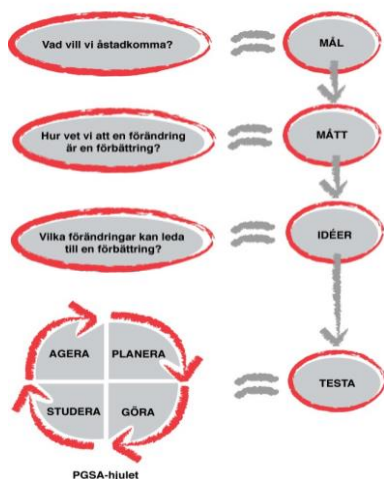 Vad vill vi åstadkomma?
MÅL
Hur vet vi att en förändring
är en förbättring?
MÅTT
Vilka förändringar kan leda
till en förbättring?
IDÉER
AGERA
PLANERA
STUDERA
GÖRA
TESTA
PGSA-hjulet